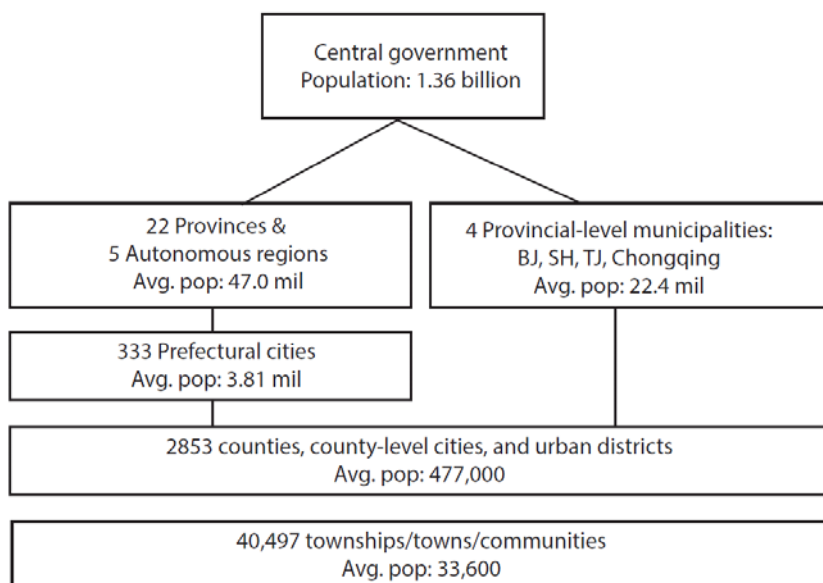 Central government
Population: 1.36 billion
22 Provinces &
5 Autonomous regions
Avg. pop: 47.0 mil
4 Provincial-level municipalities:
BJ, SH, TJ, Chongqing
Avg. pop: 22.4 mil
333 Prefectural cities
Avg. pop: 3.81 mil
2853 counties, county-level cities, and urban districts
Avg. pop: 477,000
40,497 townships/towns/communities
Avg. pop: 33,600